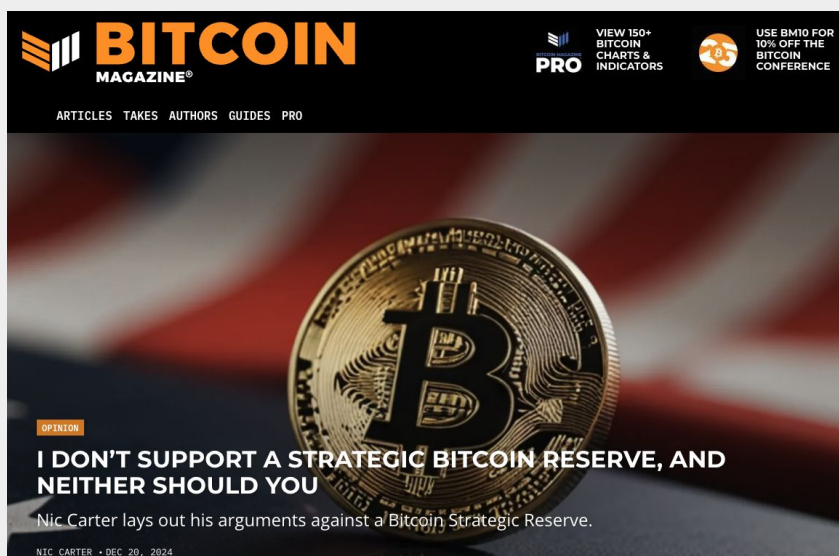 BITCOIN
MAGAZINE®
BITCOIN MAGAZINE
PRO
VIEW 150+
BITCOIN
CHARTS &
INDICATORS
USE BM10 FOR
10% OFF THE
BITCOIN
CONFERENCE
ARTICLES TAKES AUTHORS GUIDES PRO
OPINION
I DON'T SUPPORT A STRATEGIC BITCOIN RESERVE, AND
NEITHER SHOULD YOU
Nic Carter lays out his arguments against a Bitcoin Strategic Reserve.
NIC CARTER • DEC 20, 2024